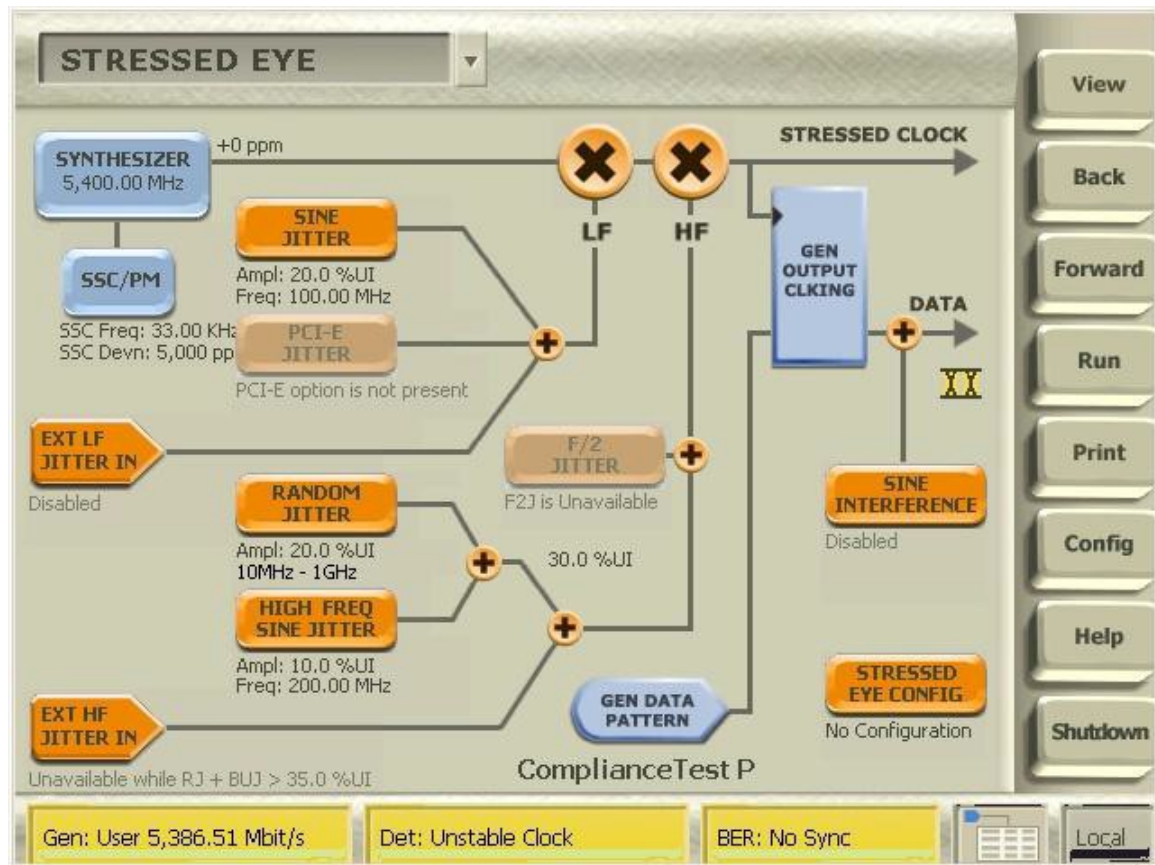 STRESSED EYE
View
Back
Forward
Run
Print
Config
Help
Shutdown
SYNTHESIZER
5,400.00 MHz
+0 ppm
STRESSED CLOCK
LF
HF
SINE
JITTER
Ampl: 20.0 %UI
Freq: 100.00 MHz
SSC/PM
SSC Freq: 33.00 KHz
SSC Devn: 5,000 pp
PCI-E
JITTER
PCI-E option is not present
GEN
OUTPUT
CLKING
DATA
EXT LF
JITTER IN
Disabled
F/2
JITTER
F2J is Unavailable
SINE
INTERFERENCE
Disabled
RANDOM
JITTER
Ampl: 20.0 %UI
10MHz - 1GHz
30.0 %UI
HIGH FREQ
SINE JITTER
Ampl: 10.0 %UI
Freq: 200.00 MHz
STRESSED
EYE CONFIG
No Configuration
EXT HF
JITTER IN
Unavailable while RJ + BUJ > 35.0 %UI
GEN DATA
PATTERN
ComplianceTest P
Gen: User 5,386.51 Mbit/s
Det: Unstable Clock
BER: No Sync
Local